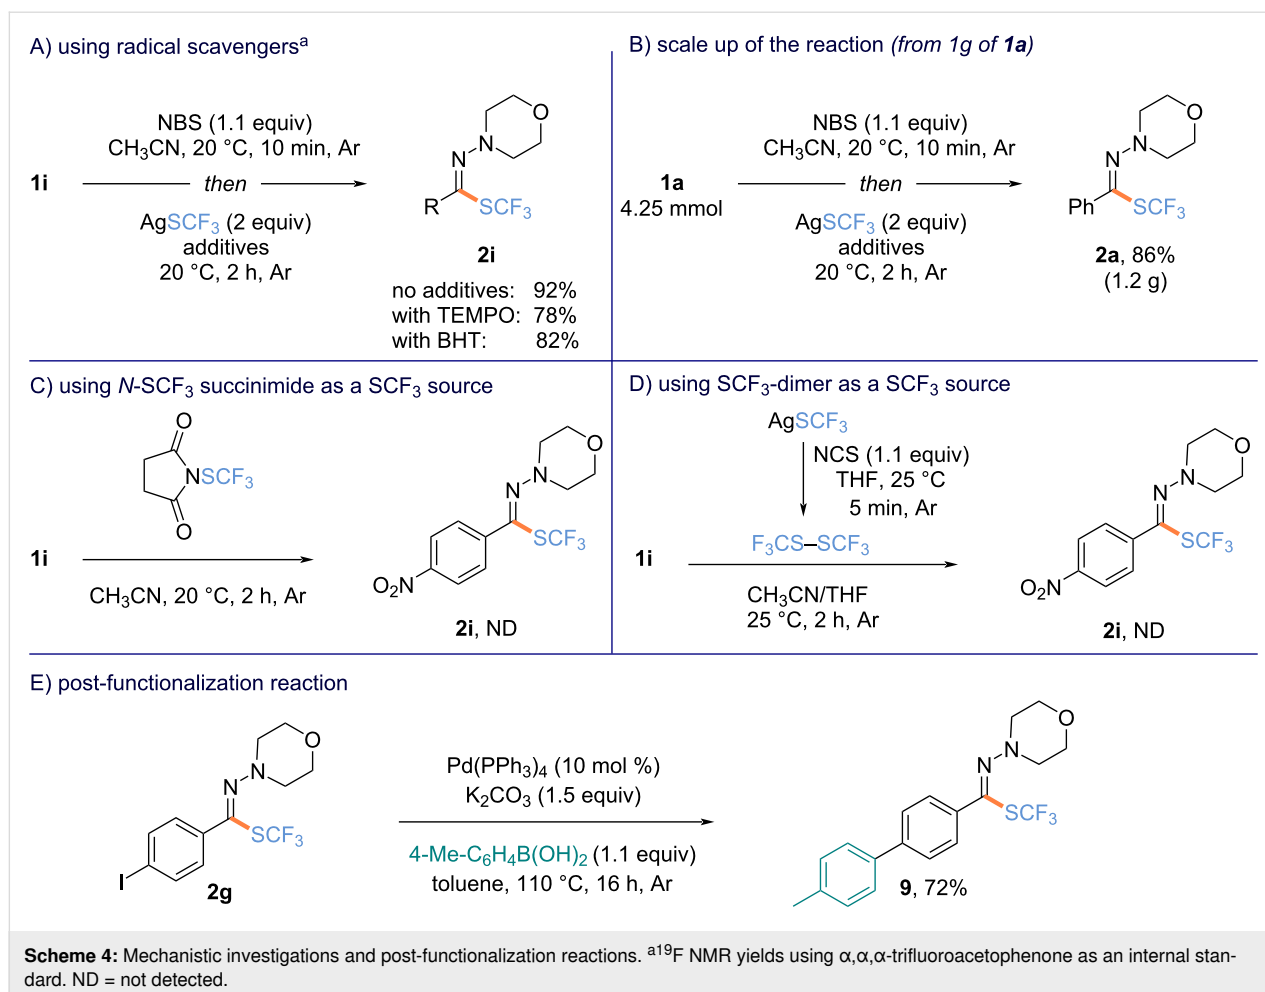 A) using radical scavengersᵃ
NBS (1.1 equiv)
CH₃CN, 20 °C, 10 min, Ar
1i
then
AgSCF₃ (2 equiv)
additives
20 °C, 2 h, Ar
O
N
N
R
SCF₃
2i
no additives: 92%
with TEMPO: 78%
with BHT: 82%
B) scale up of the reaction (from 1g of 1a)
NBS (1.1 equiv)
CH₃CN, 20 °C, 10 min, Ar
1a
4.25 mmol
then
AgSCF₃ (2 equiv)
additives
20 °C, 2 h, Ar
O
N
N
Ph
SCF₃
2a, 86%
(1.2 g)
C) using N-SCF₃ succinimide as a SCF₃ source
O
NSCF₃
O
1i
CH₃CN, 20 °C, 2 h, Ar
O
N
N
SCF₃
O₂N
2i, ND
D) using SCF₃-dimer as a SCF₃ source
AgSCF₃
NCS (1.1 equiv)
THF, 25 °C
5 min, Ar
F₃CS–SCF₃
1i
CH₃CN/THF
25 °C, 2 h, Ar
O
N
N
SCF₃
O₂N
2i, ND
E) post-functionalization reaction
O
N
N
SCF₃
I
2g
Pd(PPh₃)₄ (10 mol %)
K₂CO₃ (1.5 equiv)
4-Me-C₆H₄B(OH)₂ (1.1 equiv)
toluene, 110 °C, 16 h, Ar
O
N
N
SCF₃
9, 72%
Scheme 4: Mechanistic investigations and post-functionalization reactions. ᵃ¹⁹F NMR yields using α,α,α-trifluoroacetophenone as an internal stan-
dard. ND = not detected.